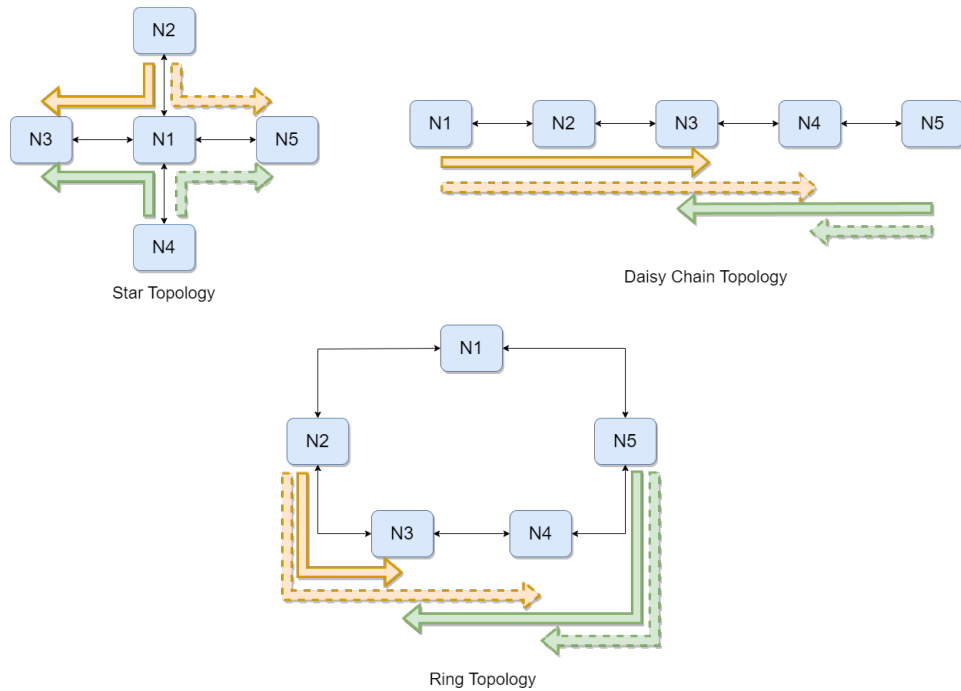 N2
N3
N1
N5
N4
Star Topology
N1
N2
N3
N4
N5
Daisy Chain Topology
N1
N2
N5
N3
N4
Ring Topology